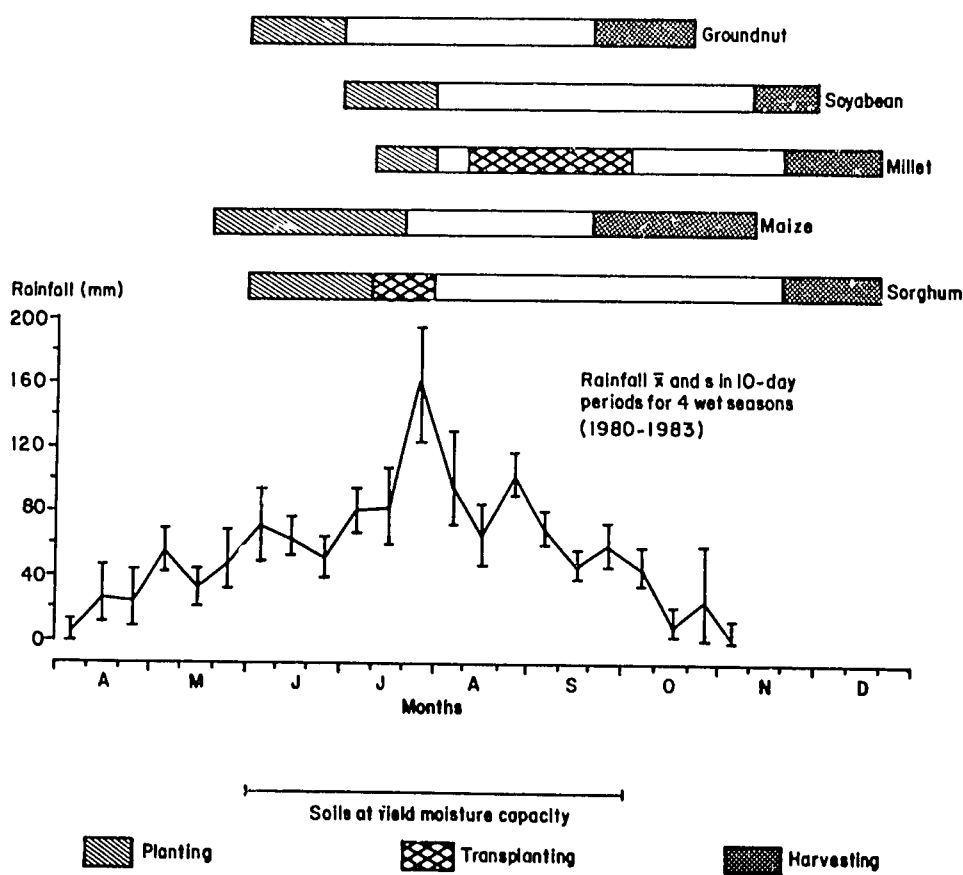 Groundnut
Soyabean
Millet
Maize
Sorghum
Rainfall (mm)
200
160
120
80
40
0
Rainfall x̄ and s in 10-day
periods for 4 wet seasons
(1980-1983)
A M J J A S O N D
Months
Soils at field moisture capacity
Planting
Transplanting
Harvesting